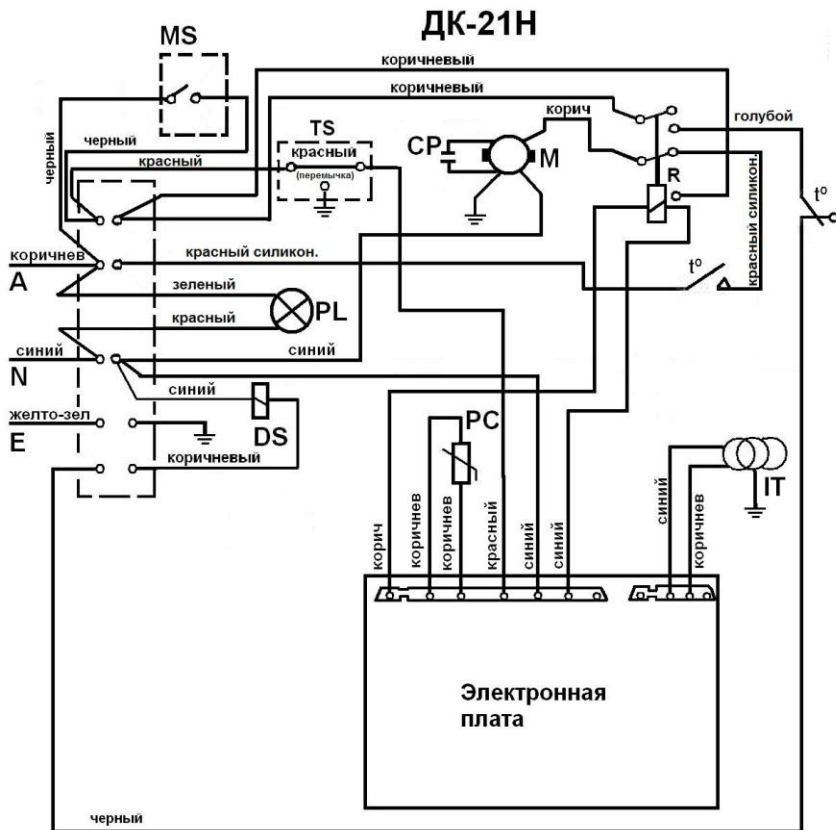 ДК-21Н
MS
коричневый
коричневый
голубой
черный
черный
TS
красный
красный
(перемычка)
CP
корич
M
R
tº
красный силикон.
коричнев
A
красный силикон.
tº
зеленый
PL
красный
синий
N
синий
синий
DS
желто-зел
E
коричневый
PC
IT
корич
коричнев
коричнев
красный
синий
синий
синий
коричнев
Электронная
плата
черный